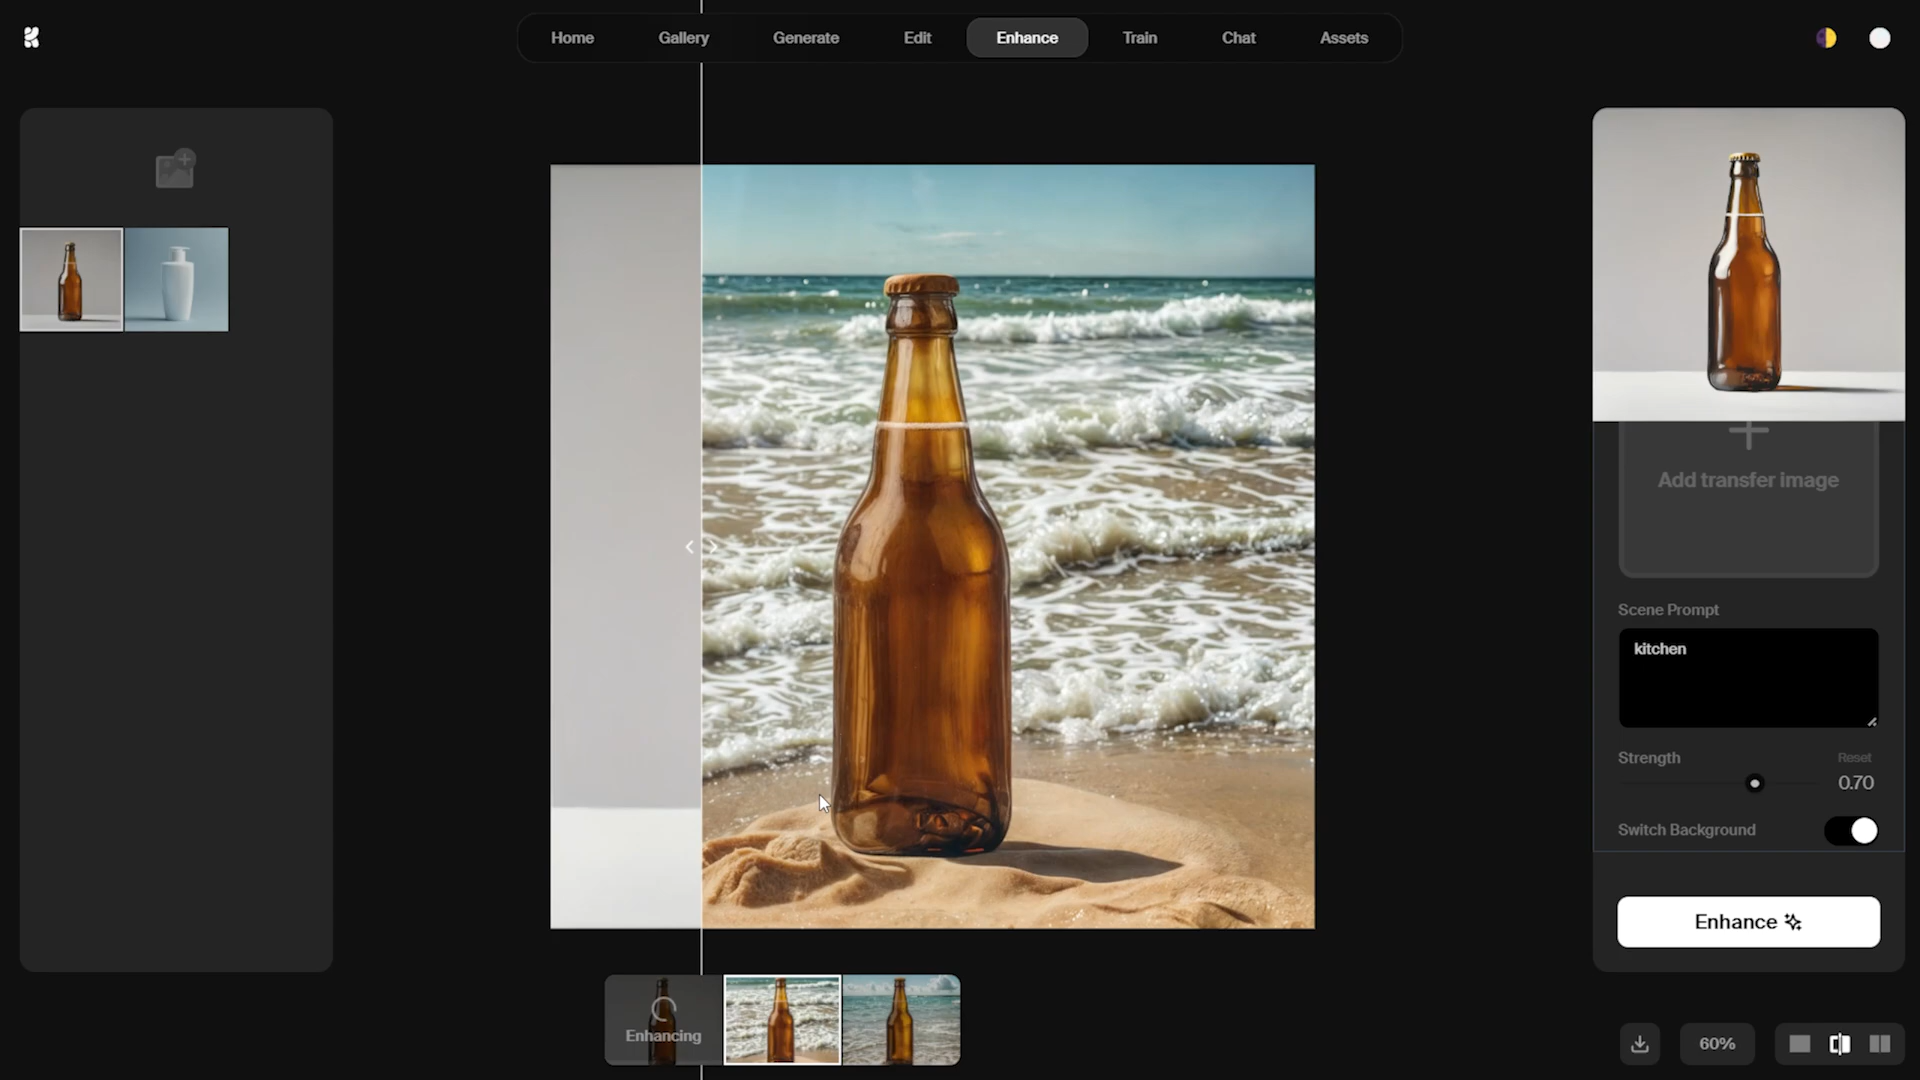 Home Gallery Generate Edit Enhance Train Chat Assets
Add transfer image
Scene Prompt
kitchen
Strength Reset
0.70
Switch Background
Enhance
Enhancing
60%